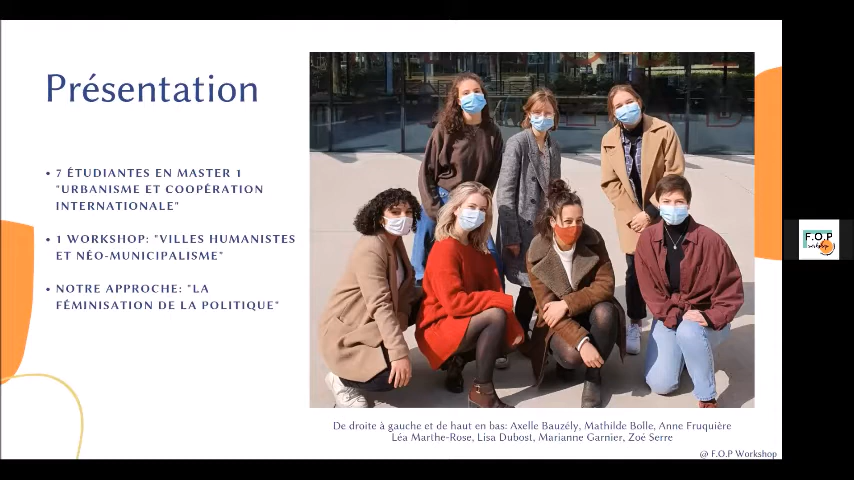 Présentation
• 7 ÉTUDIANTES EN MASTER 1
"URBANISME ET COOPÉRATION
INTERNATIONALE"
• 1 WORKSHOP: "VILLES HUMANISTES
ET NÉO-MUNICIPALISME"
• NOTRE APPROCHE: "LA
FÉMINISATION DE LA POLITIQUE"
De droite à gauche et de haut en bas: Axelle Bauzély, Mathilde Bolle, Anne Fruquière
Léa Marthe-Rose, Lisa Dubost, Marianne Garnier, Zoé Serre
@ F.O.P Workshop
F.O.P